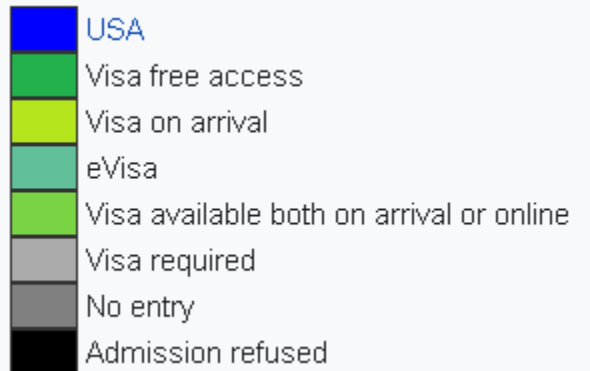 USA
Visa free access
Visa on arrival
eVisa
Visa available both on arrival or online
Visa required
No entry
Admission refused